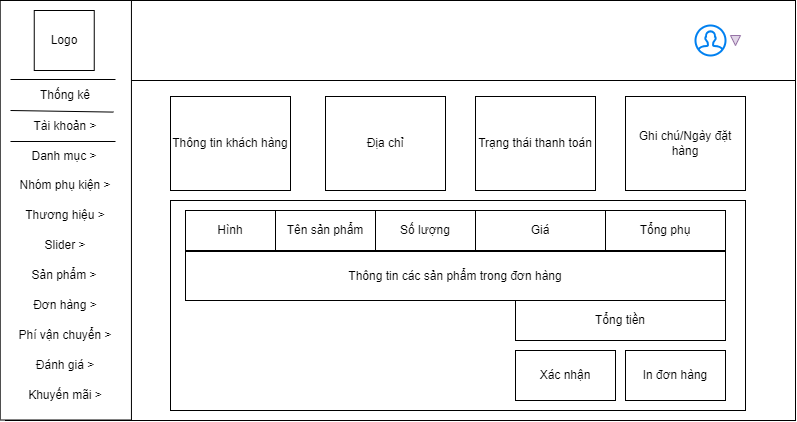 Logo
Thống kê
Tài khoản >
Danh mục >
Nhóm phụ kiện >
Thương hiệu >
Slider >
Sản phẩm >
Đơn hàng >
Phí vận chuyển >
Đánh giá >
Khuyến mãi >
Thông tin khách hàng
Địa chỉ
Trạng thái thanh toán
Ghi chú/Ngày đặt
hàng
Hình
Tên sản phẩm
Số lượng
Giá
Tổng phụ
Thông tin các sản phẩm trong đơn hàng
Tổng tiền
Xác nhận
In đơn hàng